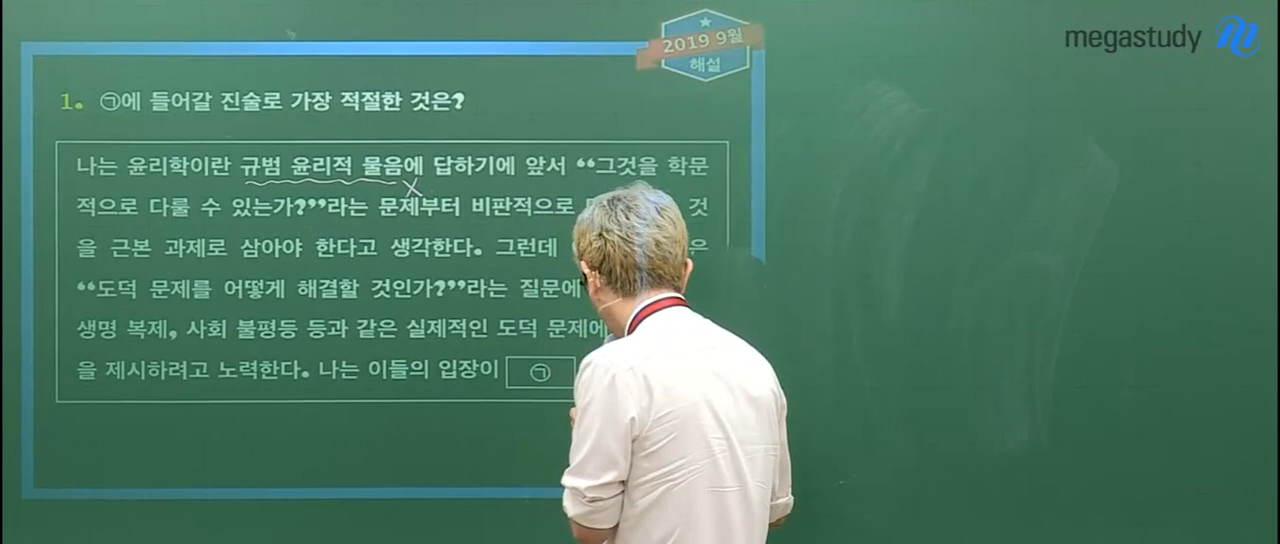 megastudy
2019 9월
해설
1. ㉠에 들어갈 진술로 가장 적절한 것은?
나는 윤리학이란 규범 윤리적 물음에 답하기에 앞서 “그것을 학문
적으로 다룰 수 있는가?”라는 문제부터 비판적으로 것
을 근본 과제로 삼아야 한다고 생각한다. 그런데 은
“도덕 문제를 어떻게 해결할 것인가?”라는 질문에
생명 복제, 사회 불평등 등과 같은 실제적인 도덕 문제에
을 제시하려고 노력한다. 나는 이들의 입장이 ㉠